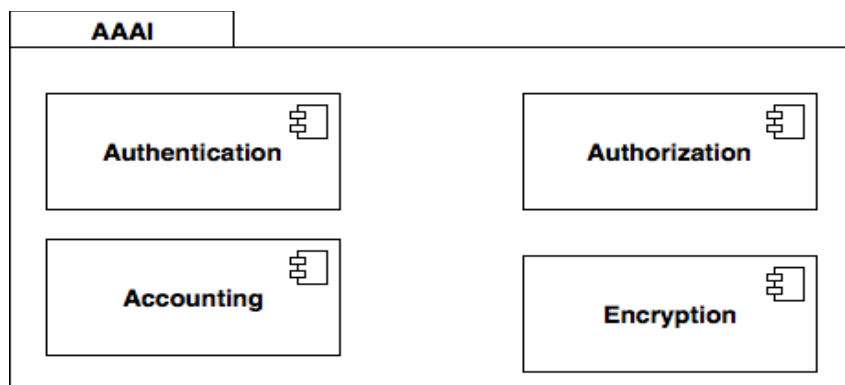 AAAI
Authentication
Authorization
Accounting
Encryption